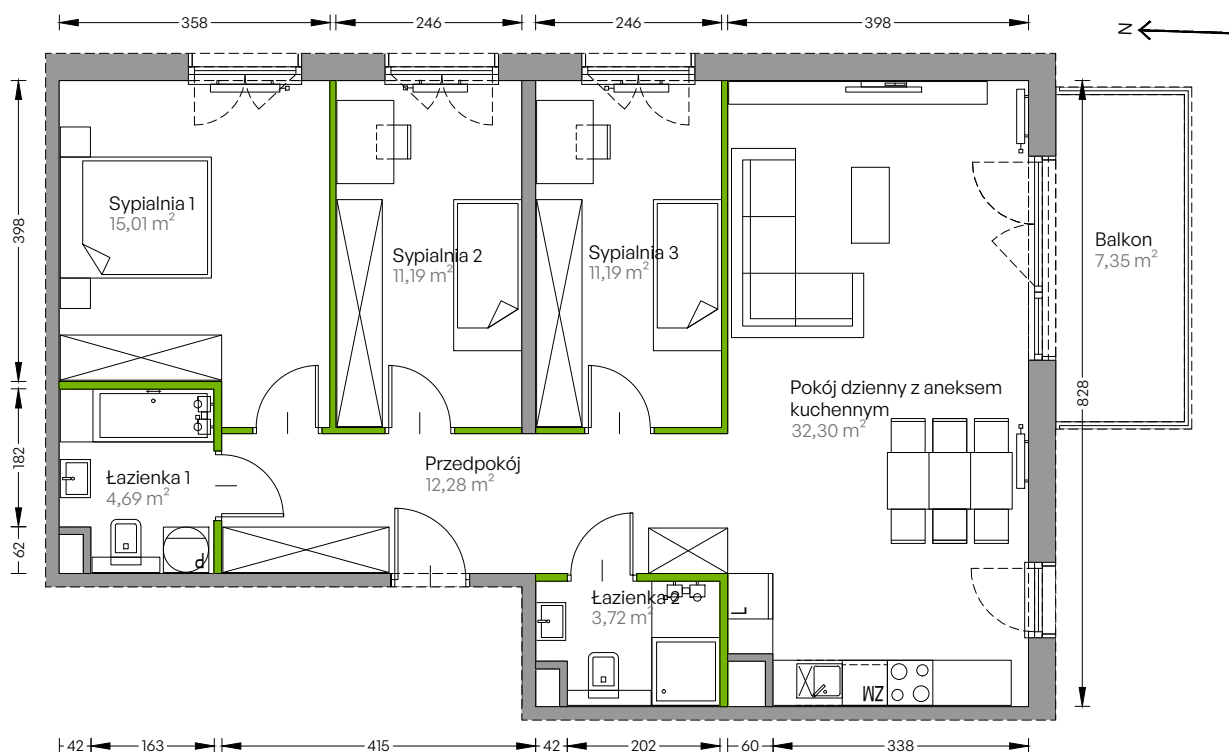 358
246
246
398
N
398
182
62
828
Sypialnia 1
15,01 m²
Sypialnia 2
11,19 m²
Sypialnia 3
11,19 m²
Balkon
7,35 m²
Pokój dzienny z aneksem
kuchennym
32,30 m²
Przedpokój
12,28 m²
Łazienka 1
4,69 m²
P
Łazienka 2
3,72 m²
L
ZM
42
163
415
42
202
60
338